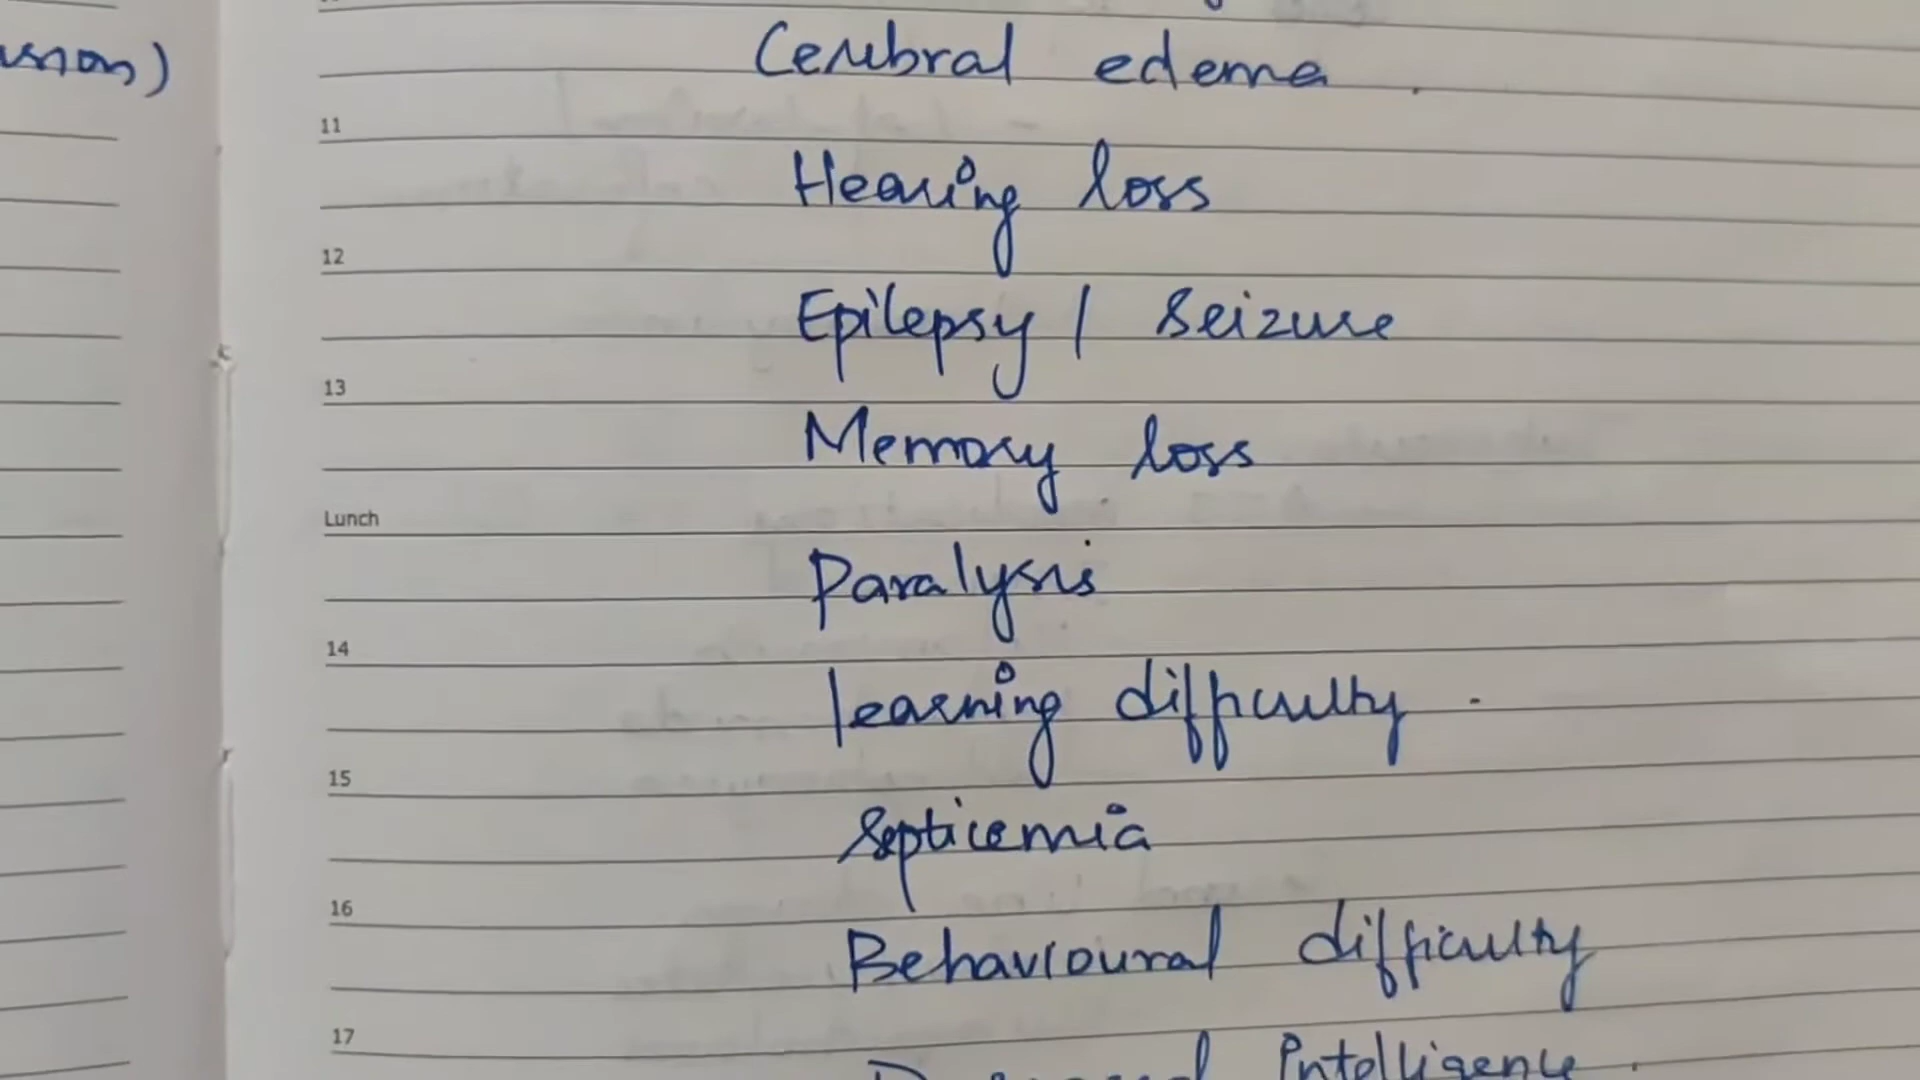 Cerebral edema.
11
Hearing loss
12
Epilepsy / Seizure
13
Memory loss
Lunch
Paralysis
14
learning difficulty.
15
Septicemia
16
Behavioural difficulty
17
Intelligence.